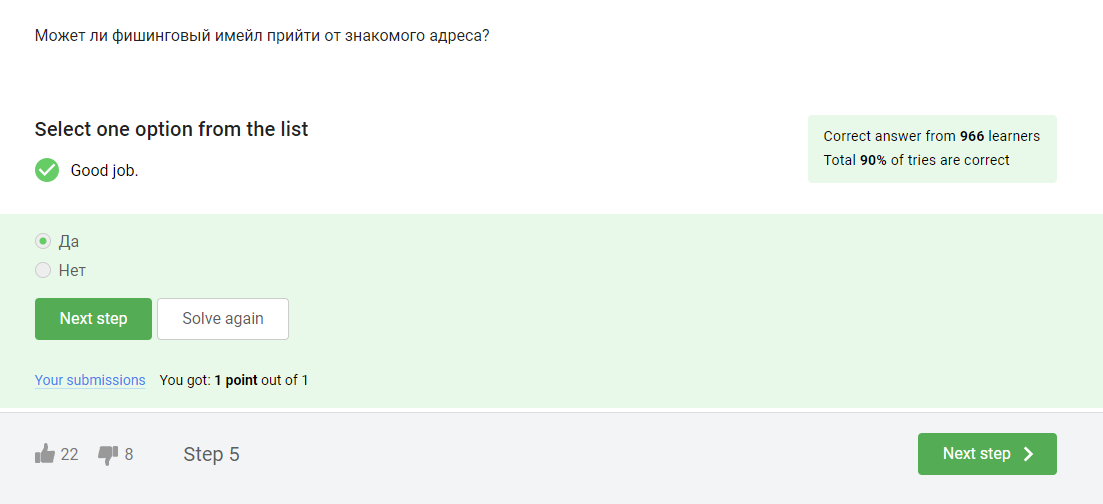 Может ли фишинговый имейл прийти от знакомого адреса?
Select one option from the list
Correct answer from 966 learners
Total 90% of tries are correct
Good job.
Да
Нет
Next step
Solve again
Your submissions You got: 1 point out of 1
22
8
Step 5
Next step